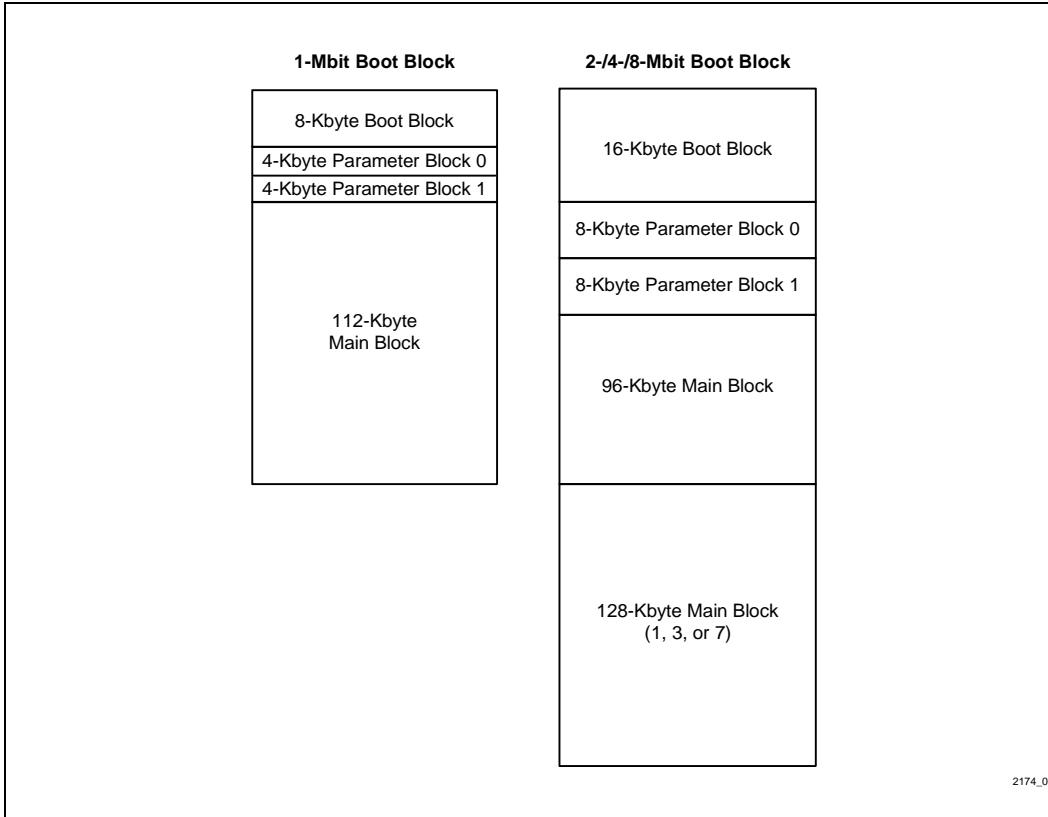 1-Mbit Boot Block
8-Kbyte Boot Block
4-Kbyte Parameter Block 0
4-Kbyte Parameter Block 1
112-Kbyte
Main Block
2-/4-/8-Mbit Boot Block
16-Kbyte Boot Block
8-Kbyte Parameter Block 0
8-Kbyte Parameter Block 1
96-Kbyte Main Block
128-Kbyte Main Block
(1, 3, or 7)
2174_0